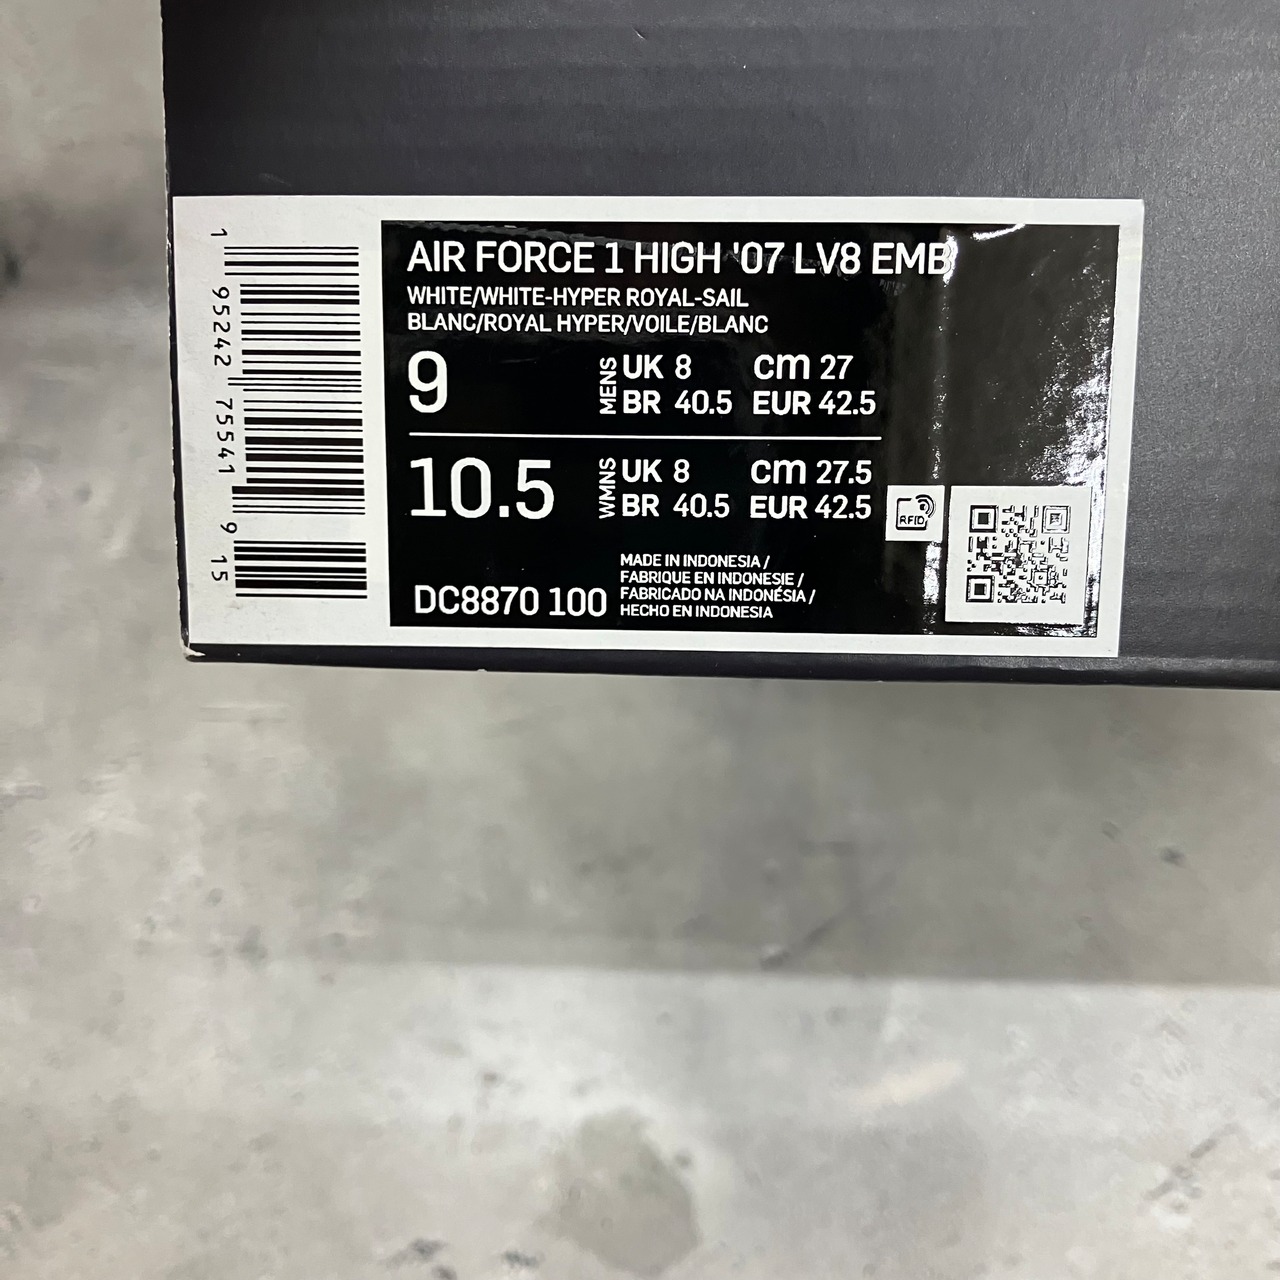 AIR FORCE 1 HIGH '07 LV8 EMB
WHITE/WHITE-HYPER ROYAL-SAIL
BLANC/ROYAL HYPER/VOILE/BLANC
9 MENS UK 8 CM 27
BR 40.5 EUR 42.5
10.5 WMNS UK 8 CM 27.5
BR 40.5 EUR 42.5
RFID
MADE IN INDONESIA /
FABRIQUE EN INDONESIE /
FABRICADO NA INDONÉSIA /
HECHO EN INDONESIA
DC8870 100
1 95242 75541 9 15